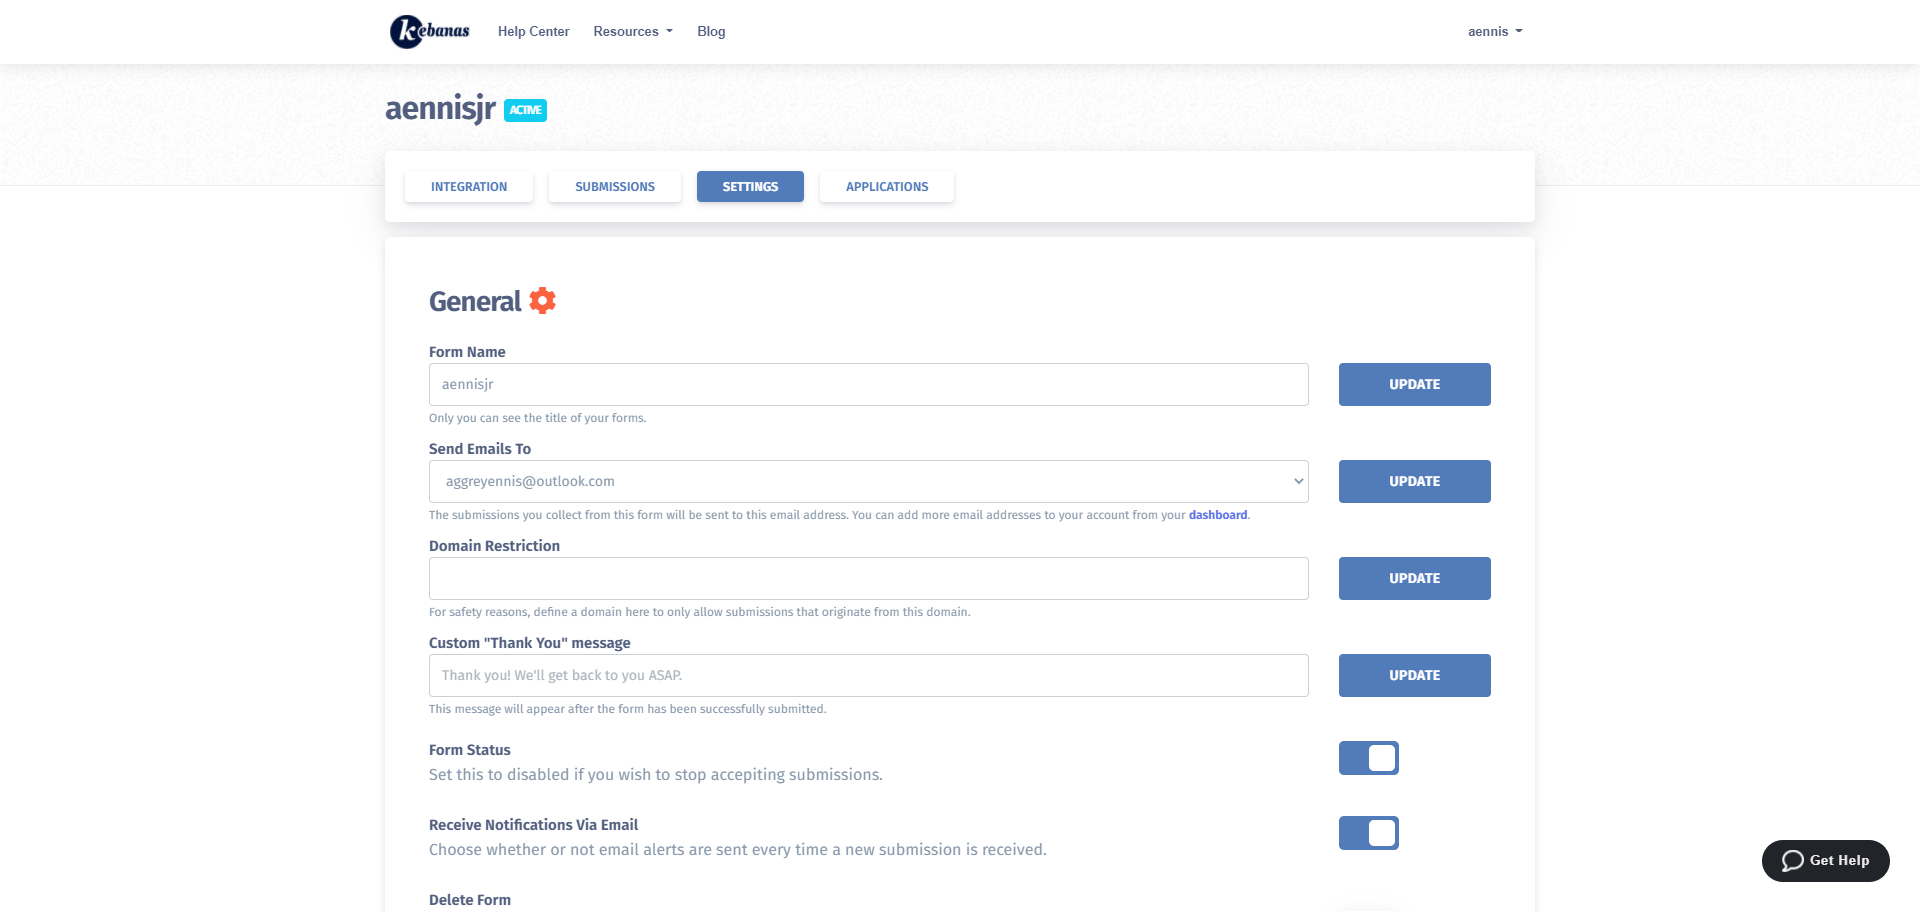 kebanas Help Center Resources Blog aennis
aennisjr ACTIVE
INTEGRATION SUBMISSIONS SETTINGS APPLICATIONS
General
Form Name
aennisjr UPDATE
Only you can see the title of your forms.
Send Emails To
aggreyennis@outlook.com UPDATE
The submissions you collect from this form will be sent to this email address. You can add more email addresses to your account from your dashboard.
Domain Restriction
UPDATE
For safety reasons, define a domain here to only allow submissions that originate from this domain.
Custom "Thank You" message
Thank you! We'll get back to you ASAP. UPDATE
This message will appear after the form has been successfully submitted.
Form Status
Set this to disabled if you wish to stop accepiting submissions.
Receive Notifications Via Email
Choose whether or not email alerts are sent every time a new submission is received.
Get Help
Delete Form